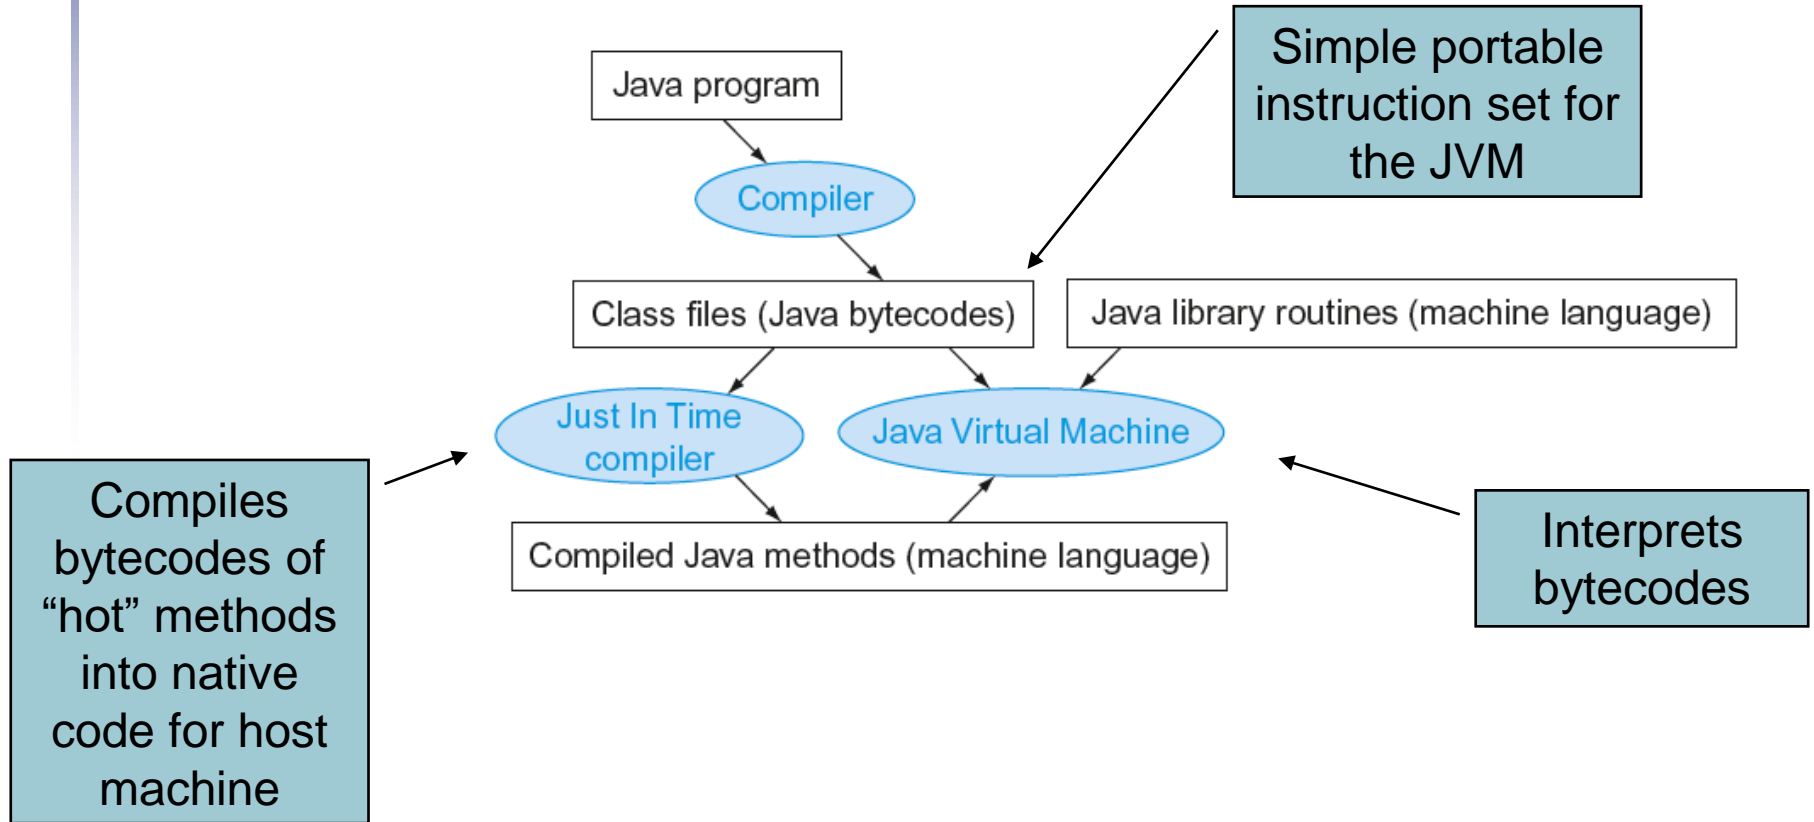 Java program
Compiler
Simple portable
instruction set for
the JVM
Class files (Java bytecodes)
Java library routines (machine language)
Just In Time
compiler
Java Virtual Machine
Compiled Java methods (machine language)
Compiles
bytecodes of
“hot” methods
into native
code for host
machine
Interprets
bytecodes